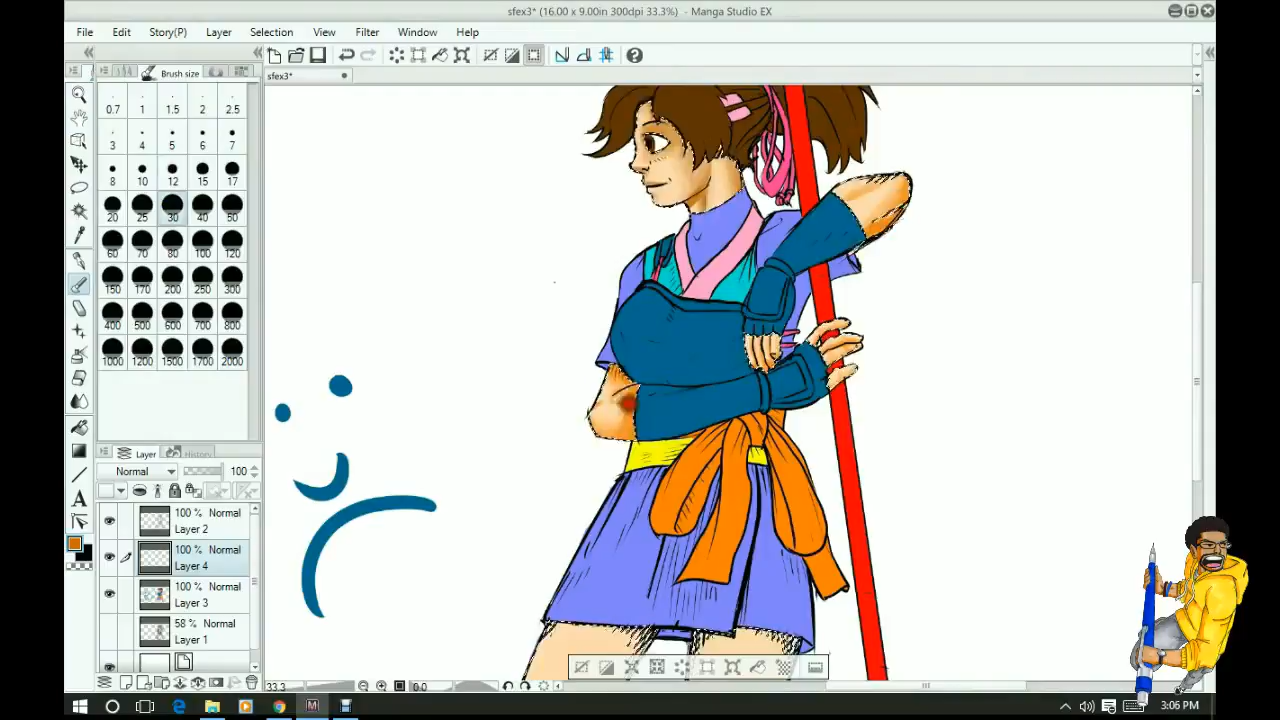 sfex3* (16.00 x 9.00in 300dpi 33.3%) - Manga Studio EX
File Edit Story(P) Layer Selection View Filter Window Help
sfex3*
Brush size
0.7 1 1.5 2 2.5
3 4 5 6 7
8 10 12 15 17
20 25 30 40 50
60 70 80 100 120
150 170 200 250 300
400 500 600 700 800
1000 1200 1500 1700 2000
Layer History
Normal 100
100 % Normal
Layer 2
100 % Normal
Layer 4
100 % Normal
Layer 3
58 % Normal
Layer 1
33.3 0.0
3:06 PM